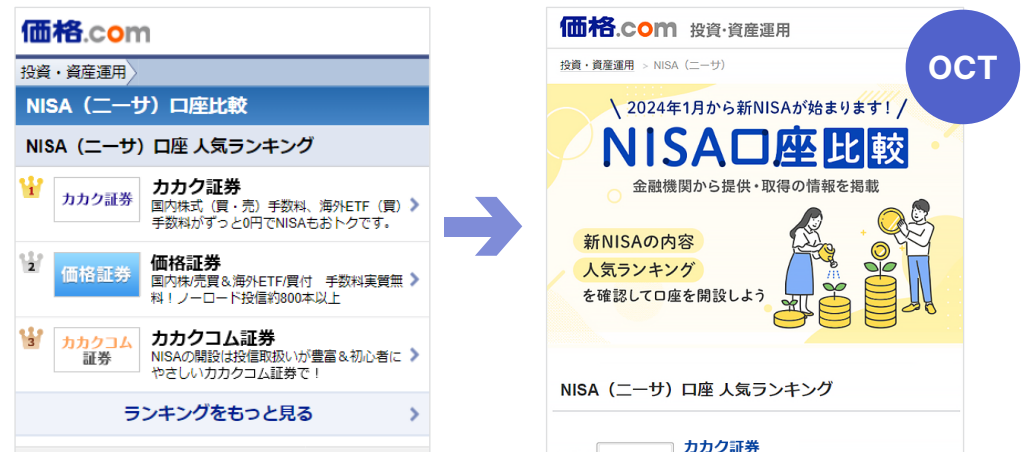 価格.com
投資・資産運用
NISA（ニーサ）口座比較
NISA（ニーサ）口座 人気ランキング
1
カカク証券
カカク証券
国内株式（買・売）手数料、海外ETF（買）
手数料がずっと0円でNISAもおトクです。
2
価格証券
価格証券
国内株/売買＆海外ETF/買付　手数料実質無
料！ノーロード投信約800本以上
3
カカクコム
証券
カカクコム証券
NISAの開設は投信取扱いが豊富＆初心者に
やさしいカカクコム証券で！
ランキングをもっと見る
価格.com 投資・資産運用
OCT
投資・資産運用 > NISA（ニーサ）
2024年1月から新NISAが始まります！
NISA口座比較
金融機関から提供・取得の情報を掲載
新NISAの内容
人気ランキング
を確認して口座を開設しよう
NISA（ニーサ）口座 人気ランキング
カカク証券